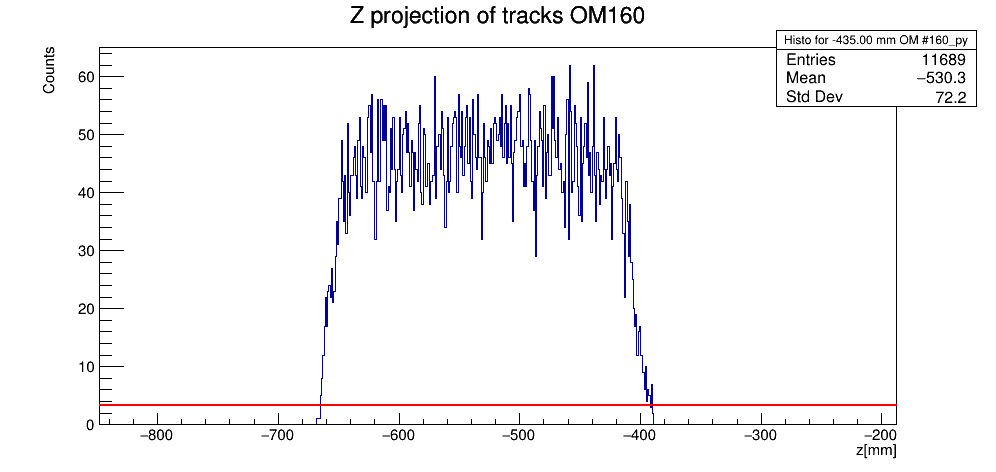 Z projection of tracks OM160
Histo for -435.00 mm OM #160_py
Entries 11689
Mean −530.3
Std Dev 72.2
Counts
60
50
40
30
20
10
0
−800 −700 −600 −500 −400 −300 −200
z[mm]